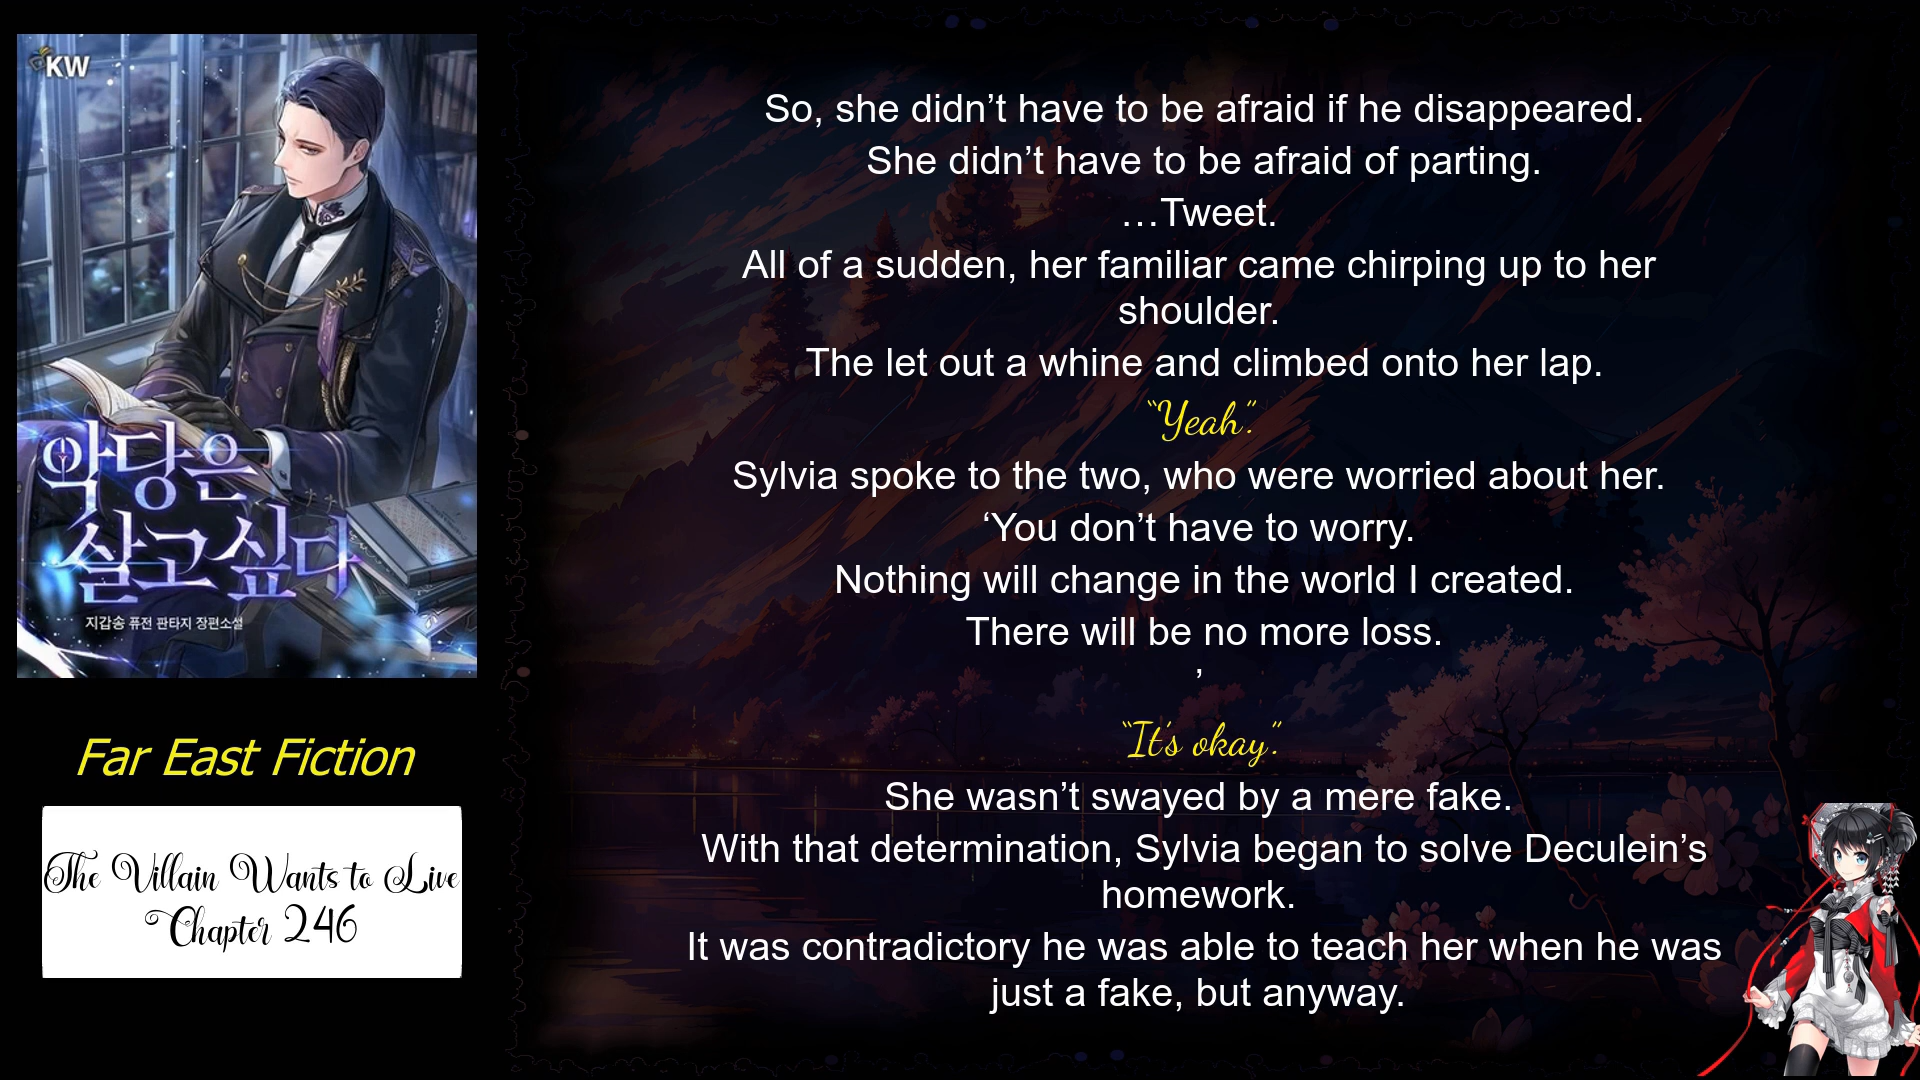 KW
악당은
살고싶다
지갑송 퓨전 판타지 장편소설
Far East Fiction
The Villain Wants to Live
Chapter 246
So, she didn’t have to be afraid if he disappeared.
She didn’t have to be afraid of parting.
…Tweet.
All of a sudden, her familiar came chirping up to her
shoulder.
The let out a whine and climbed onto her lap.
“Yeah”.
Sylvia spoke to the two, who were worried about her.
‘You don’t have to worry.
Nothing will change in the world I created.
There will be no more loss.
’
“It’s okay”.
She wasn’t swayed by a mere fake.
With that determination, Sylvia began to solve Deculein’s
homework.
It was contradictory he was able to teach her when he was
just a fake, but anyway.